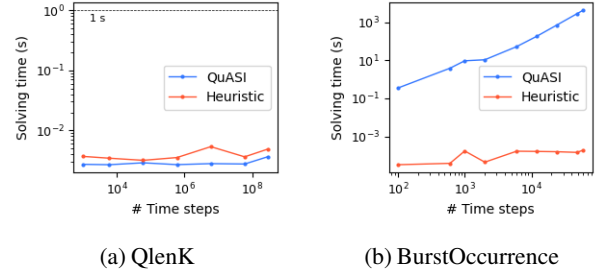 10^0
1 s
10^-1
10^-2
Solving time (s)
QuASI
Heuristic
10^4
10^6
10^8
# Time steps
(a) QlenK
10^3
10^1
10^-1
10^-3
Solving time (s)
QuASI
Heuristic
10^2
10^3
10^4
# Time steps
(b) BurstOccurrence